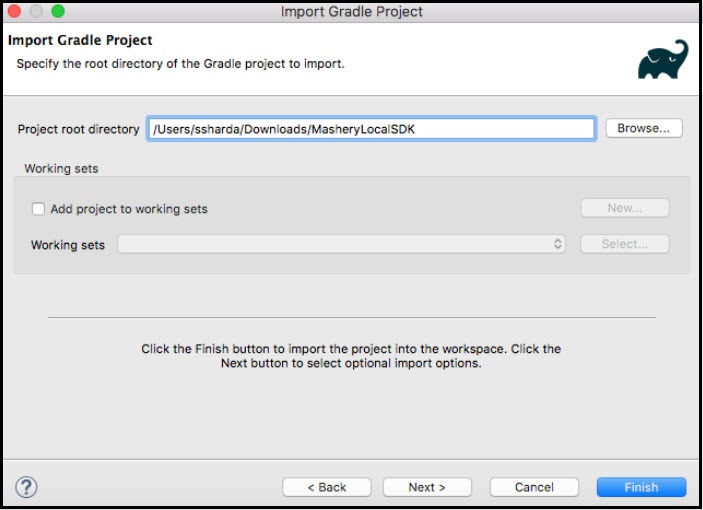 Import Gradle Project
Import Gradle Project
Specify the root directory of the Gradle project to import.
Project root directory /Users/ssharda/Downloads/MasheryLocalSDK Browse...
Working sets
Add project to working sets New...
Working sets Select...
Click the Finish button to import the project into the workspace. Click the
Next button to select optional import options.
? < Back Next > Cancel Finish